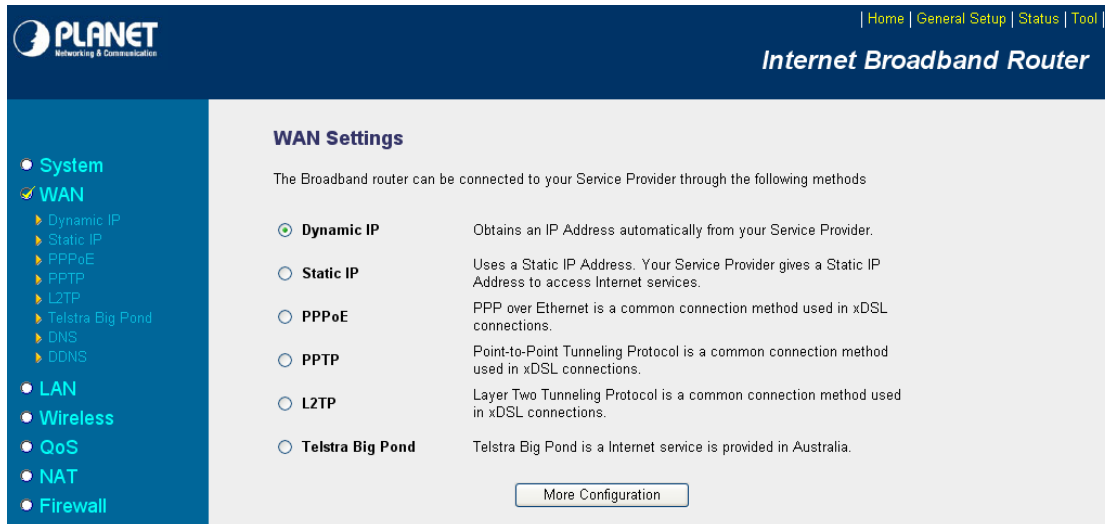 PLANET
Networking & Communication
| Home | General Setup | Status | Tool |
Internet Broadband Router
System
WAN
Dynamic IP
Static IP
PPPoE
PPTP
L2TP
Telstra Big Pond
DNS
DDNS
LAN
Wireless
QoS
NAT
Firewall
WAN Settings
The Broadband router can be connected to your Service Provider through the following methods
Dynamic IP Obtains an IP Address automatically from your Service Provider.
Static IP Uses a Static IP Address. Your Service Provider gives a Static IP
Address to access Internet services.
PPPoE PPP over Ethernet is a common connection method used in xDSL
connections.
PPTP Point-to-Point Tunneling Protocol is a common connection method
used in xDSL connections.
L2TP Layer Two Tunneling Protocol is a common connection method used
in xDSL connections.
Telstra Big Pond Telstra Big Pond is a Internet service is provided in Australia.
More Configuration